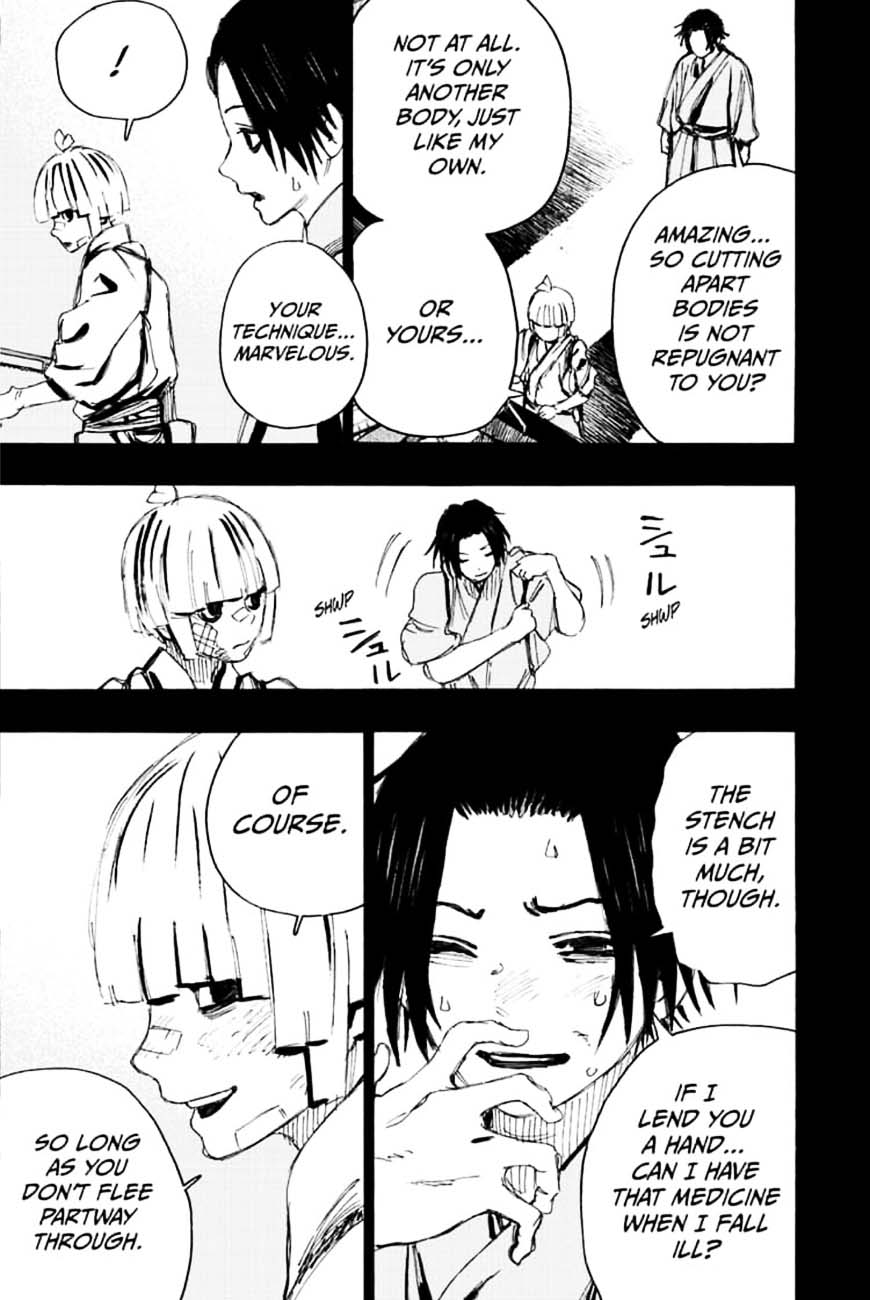 AMAZING...
SO CUTTING
APART
BODIES
IS NOT
REPUGNANT
TO YOU?
NOT AT ALL.
IT'S ONLY
ANOTHER
BODY, JUST
LIKE MY
OWN.
OR
YOURS...
YOUR
TECHNIQUE...
MARVELOUS.
!
ミュル
SHWP
SHWP
ミュル
THE
STENCH
IS A BIT
MUCH,
THOUGH.
IF I
LEND YOU
A HAND...
CAN I HAVE
THAT MEDICINE
WHEN I FALL
ILL?
OF
COURSE.
SO LONG
AS YOU
DON'T FLEE
PARTWAY
THROUGH.